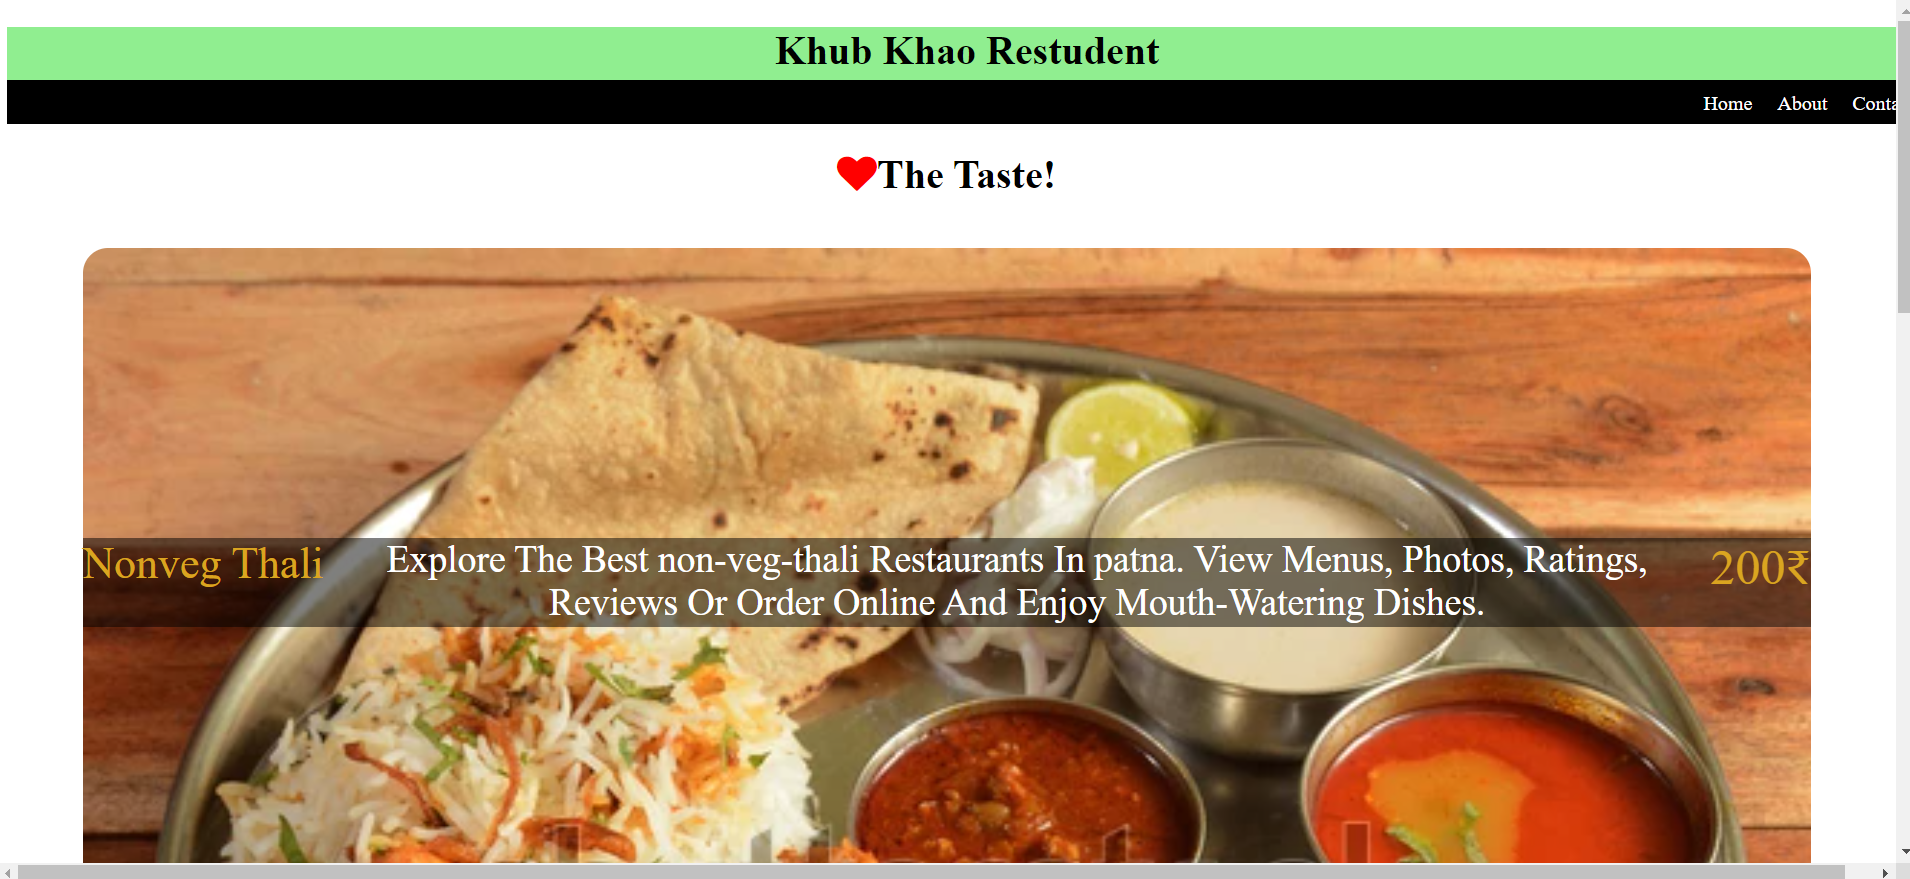 Khub Khao Restudent
Home About Conta
The Taste!
Nonveg Thali
Explore The Best non-veg-thali Restaurants In patna. View Menus, Photos, Ratings,
Reviews Or Order Online And Enjoy Mouth-Watering Dishes.
200₹